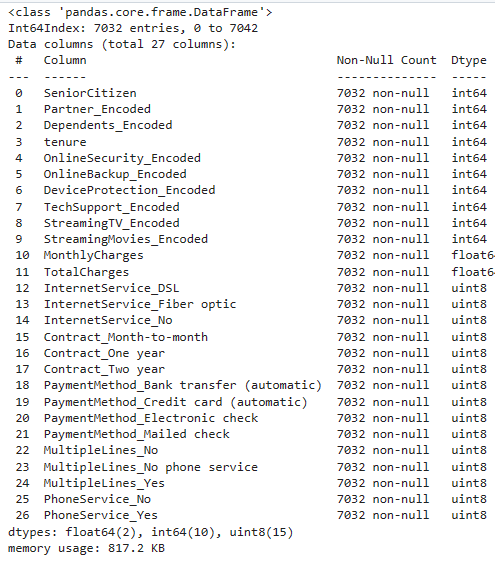 <class 'pandas.core.frame.DataFrame'>
Int64Index: 7032 entries, 0 to 7042
Data columns (total 27 columns):
 #   Column                                   Non-Null Count  Dtype
---  ------                                   --------------  -----
 0   SeniorCitizen                            7032 non-null   int64
 1   Partner_Encoded                          7032 non-null   int64
 2   Dependents_Encoded                       7032 non-null   int64
 3   tenure                                   7032 non-null   int64
 4   OnlineSecurity_Encoded                   7032 non-null   int64
 5   OnlineBackup_Encoded                     7032 non-null   int64
 6   DeviceProtection_Encoded                 7032 non-null   int64
 7   TechSupport_Encoded                      7032 non-null   int64
 8   StreamingTV_Encoded                      7032 non-null   int64
 9   StreamingMovies_Encoded                  7032 non-null   int64
 10  MonthlyCharges                           7032 non-null   float64
 11  TotalCharges                             7032 non-null   float64
 12  InternetService_DSL                      7032 non-null   uint8
 13  InternetService_Fiber optic              7032 non-null   uint8
 14  InternetService_No                       7032 non-null   uint8
 15  Contract_Month-to-month                  7032 non-null   uint8
 16  Contract_One year                        7032 non-null   uint8
 17  Contract_Two year                        7032 non-null   uint8
 18  PaymentMethod_Bank transfer (automatic)  7032 non-null   uint8
 19  PaymentMethod_Credit card (automatic)    7032 non-null   uint8
 20  PaymentMethod_Electronic check           7032 non-null   uint8
 21  PaymentMethod_Mailed check               7032 non-null   uint8
 22  MultipleLines_No                         7032 non-null   uint8
 23  MultipleLines_No phone service           7032 non-null   uint8
 24  MultipleLines_Yes                        7032 non-null   uint8
 25  PhoneService_No                          7032 non-null   uint8
 26  PhoneService_Yes                         7032 non-null   uint8
dtypes: float64(2), int64(10), uint8(15)
memory usage: 817.2 KB